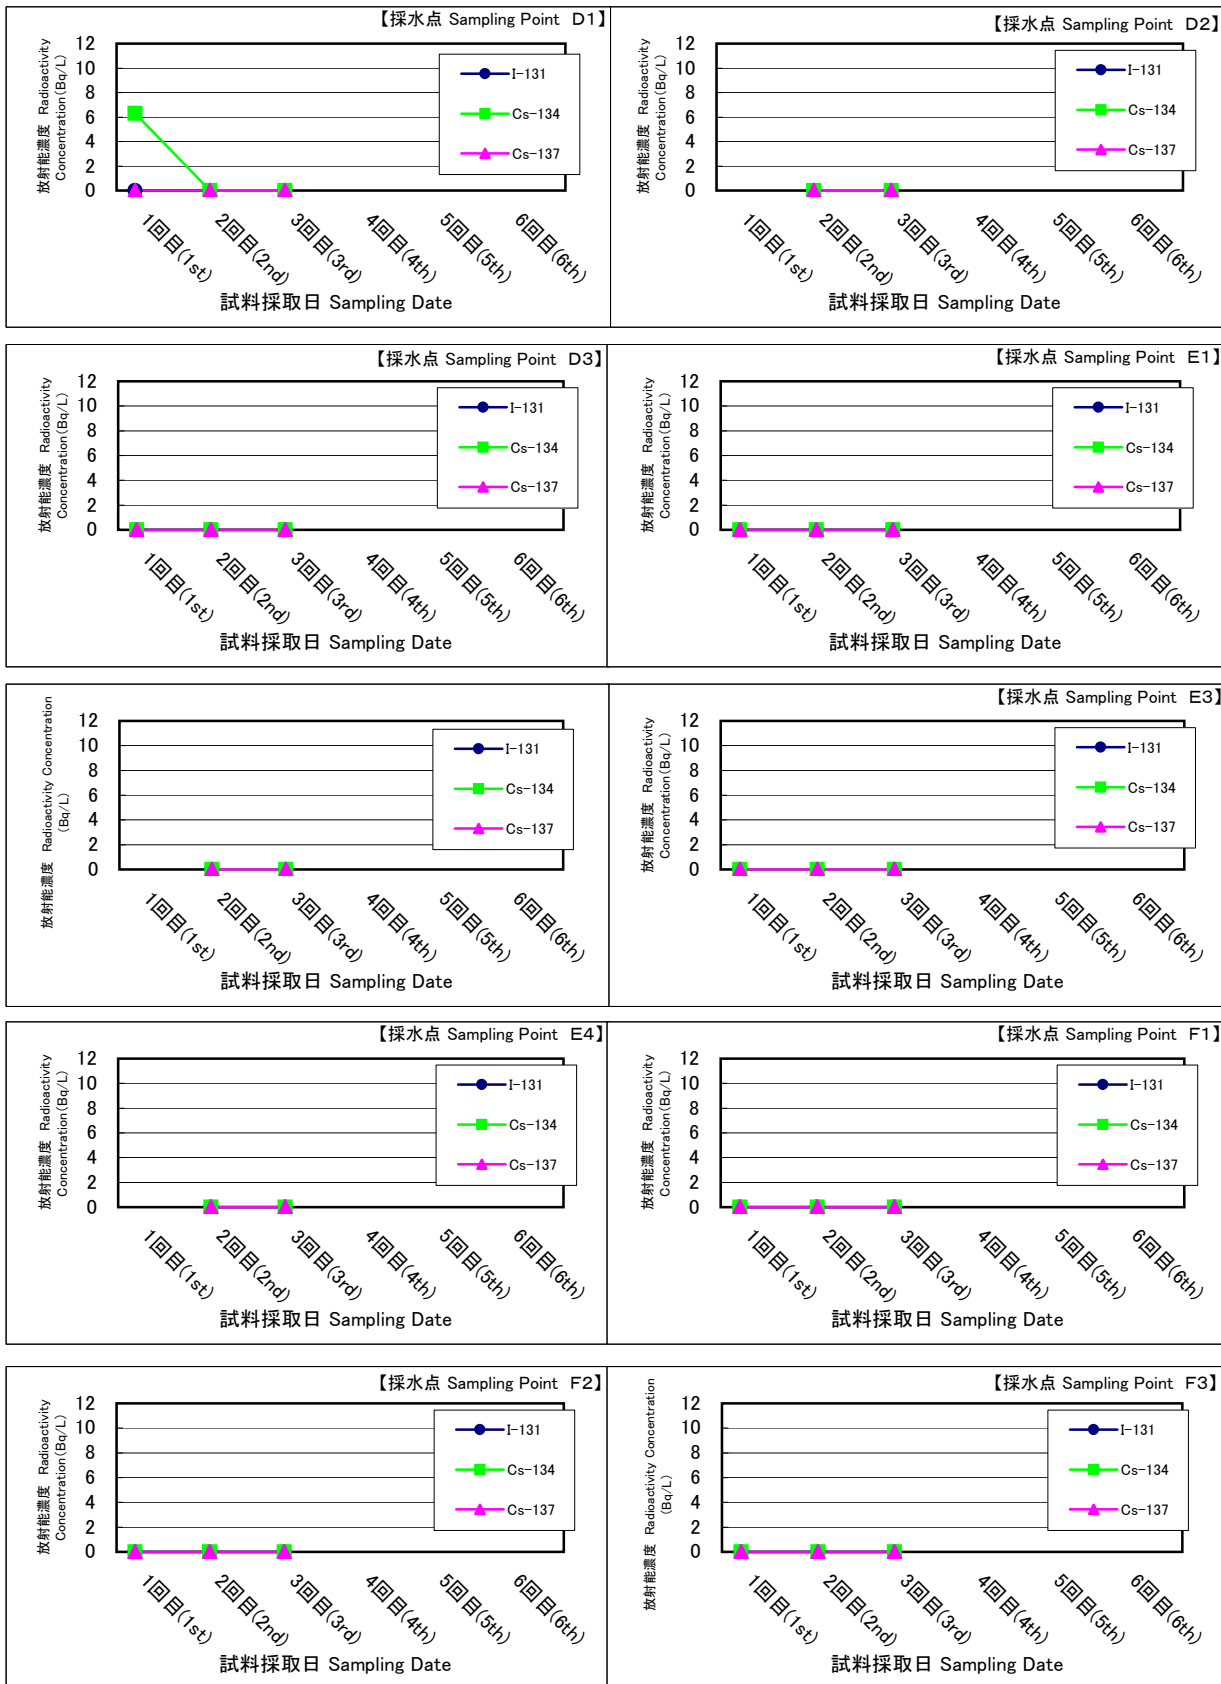 【採水点 Sampling Point D1】
放射能濃度 Radioactivity
Concentration(Bq/L)
12
10
8
6
4
2
0
I-131
Cs-134
Cs-137
1回目(1st)
2回目(2nd)
3回目(3rd)
4回目(4th)
5回目(5th)
6回目(6th)
試料採取日 Sampling Date
【採水点 Sampling Point D2】
放射能濃度 Radioactivity
Concentration(Bq/L)
12
10
8
6
4
2
0
I-131
Cs-134
Cs-137
1回目(1st)
2回目(2nd)
3回目(3rd)
4回目(4th)
5回目(5th)
6回目(6th)
試料採取日 Sampling Date
【採水点 Sampling Point D3】
放射能濃度 Radioactivity
Concentration(Bq/L)
12
10
8
6
4
2
0
I-131
Cs-134
Cs-137
1回目(1st)
2回目(2nd)
3回目(3rd)
4回目(4th)
5回目(5th)
6回目(6th)
試料採取日 Sampling Date
【採水点 Sampling Point E1】
放射能濃度 Radioactivity
Concentration(Bq/L)
12
10
8
6
4
2
0
I-131
Cs-134
Cs-137
1回目(1st)
2回目(2nd)
3回目(3rd)
4回目(4th)
5回目(5th)
6回目(6th)
試料採取日 Sampling Date
放射能濃度 Radioactivity Concentration
(Bq/L)
12
10
8
6
4
2
0
I-131
Cs-134
Cs-137
1回目(1st)
2回目(2nd)
3回目(3rd)
4回目(4th)
5回目(5th)
6回目(6th)
試料採取日 Sampling Date
【採水点 Sampling Point E3】
放射能濃度 Radioactivity
Concentration(Bq/L)
12
10
8
6
4
2
0
I-131
Cs-134
Cs-137
1回目(1st)
2回目(2nd)
3回目(3rd)
4回目(4th)
5回目(5th)
6回目(6th)
試料採取日 Sampling Date
【採水点 Sampling Point E4】
放射能濃度 Radioactivity
Concentration(Bq/L)
12
10
8
6
4
2
0
I-131
Cs-134
Cs-137
1回目(1st)
2回目(2nd)
3回目(3rd)
4回目(4th)
5回目(5th)
6回目(6th)
試料採取日 Sampling Date
【採水点 Sampling Point F1】
放射能濃度 Radioactivity
Concentration(Bq/L)
12
10
8
6
4
2
0
I-131
Cs-134
Cs-137
1回目(1st)
2回目(2nd)
3回目(3rd)
4回目(4th)
5回目(5th)
6回目(6th)
試料採取日 Sampling Date
【採水点 Sampling Point F2】
放射能濃度 Radioactivity
Concentration(Bq/L)
12
10
8
6
4
2
0
I-131
Cs-134
Cs-137
1回目(1st)
2回目(2nd)
3回目(3rd)
4回目(4th)
5回目(5th)
6回目(6th)
試料採取日 Sampling Date
【採水点 Sampling Point F3】
放射能濃度 Radioactivity Concentration
(Bq/L)
12
10
8
6
4
2
0
I-131
Cs-134
Cs-137
1回目(1st)
2回目(2nd)
3回目(3rd)
4回目(4th)
5回目(5th)
6回目(6th)
試料採取日 Sampling Date